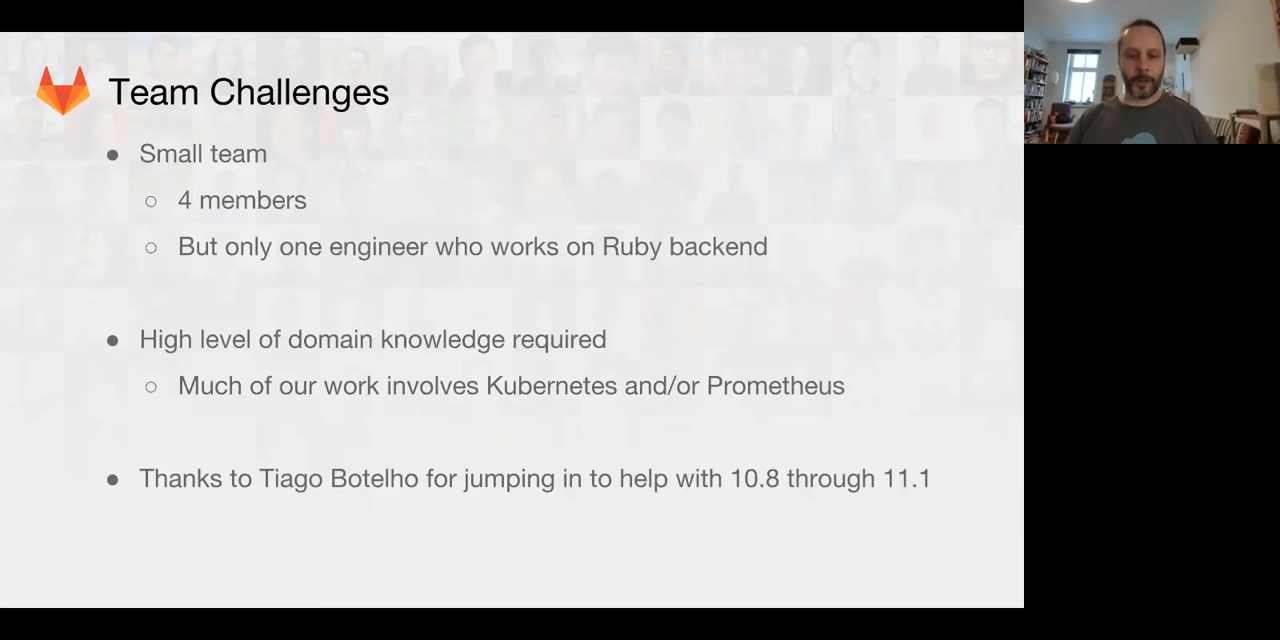 Team Challenges
● Small team
○ 4 members
○ But only one engineer who works on Ruby backend
● High level of domain knowledge required
○ Much of our work involves Kubernetes and/or Prometheus
● Thanks to Tiago Botelho for jumping in to help with 10.8 through 11.1